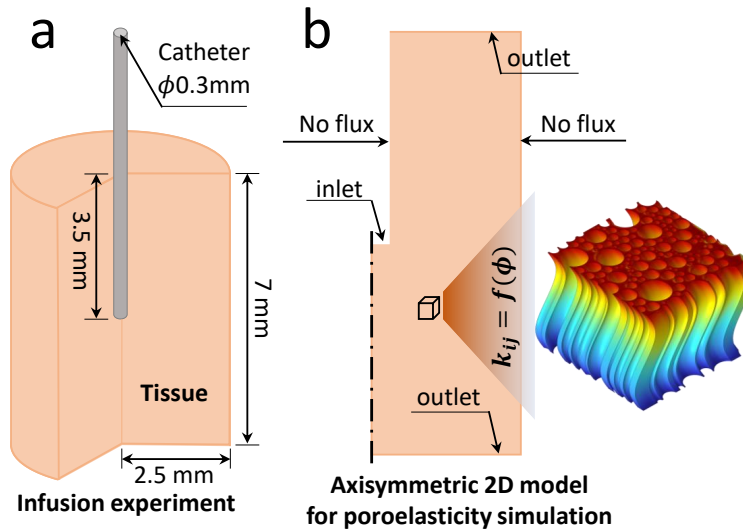 a
Catheter
ϕ0.3mm
3.5 mm
7 mm
Tissue
2.5 mm
Infusion experiment
b
outlet
No flux
No flux
inlet
k_ij = f(ϕ)
outlet
Axisymmetric 2D model
for poroelasticity simulation